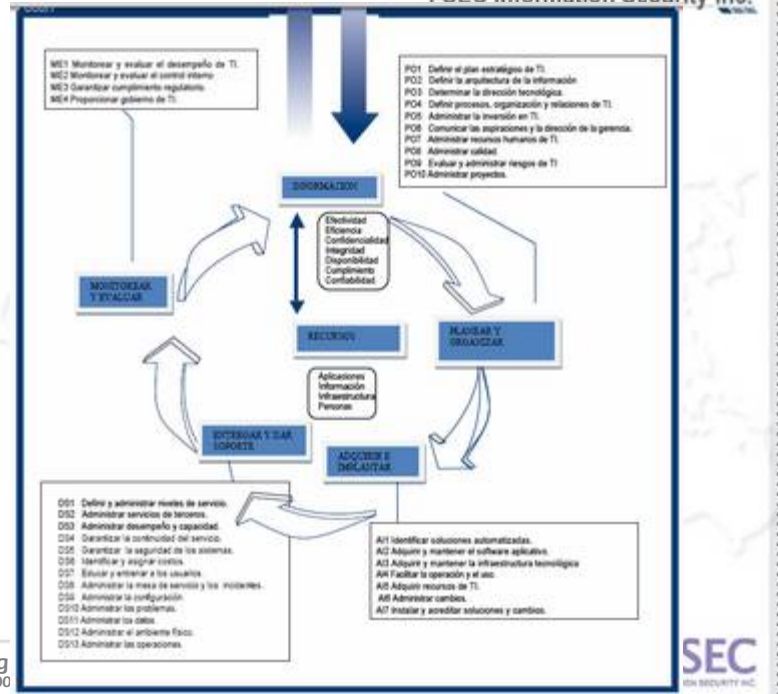 Information Security Inc.
ME1 Monitorear y evaluar el desempeño de TI.
ME2 Monitorear y evaluar el control interno
ME3 Garantizar cumplimiento regulatorio.
ME4 Proporcionar gobierno de TI.
PO1 Definir el plan estratégico de TI.
PO2 Definir la arquitectura de la información
PO3 Determinar la dirección tecnológica.
PO4 Definir procesos, organización y relaciones de TI.
PO5 Administrar la inversión en TI.
PO6 Comunicar las aspiraciones y la dirección de la gerencia.
PO7 Administrar recursos humanos de TI.
PO8 Administrar calidad.
PO9 Evaluar y administrar riesgos de TI
PO10 Administrar proyectos.
INFORMACION
Efectividad
Eficiencia
Confidencialidad
Integridad
Disponibilidad
Cumplimiento
Confiabilidad
MONITOREAR
Y EVALUAR
RECURSOS
PLANEAR Y
ORGANIZAR
Aplicaciones
Información
Infraestructura
Personas
ENTREGAR Y DAR
SOPORTE
ADQUIRIR E
IMPLANTAR
DS1 Definir y administrar niveles de servicio.
DS2 Administrar servicios de terceros.
DS3 Administrar desempeño y capacidad.
DS4 Garantizar la continuidad del servicio.
DS5 Garantizar la seguridad de los sistemas.
DS6 Identificar y asignar costos.
DS7 Educar y entrenar a los usuarios.
DS8 Administrar la mesa de servicio y los incidentes.
DS9 Administrar la configuración.
DS10 Administrar los problemas.
DS11 Administrar los datos.
DS12 Administrar el ambiente físico.
DS13 Administrar las operaciones.
AI1 Identificar soluciones automatizadas.
AI2 Adquirir y mantener el software aplicativo.
AI3 Adquirir y mantener la infraestructura tecnológica
AI4 Facilitar la operación y el uso.
AI5 Adquirir recursos de TI.
AI6 Administrar cambios.
AI7 Instalar y acreditar soluciones y cambios.
SEC
SECURITY INC.